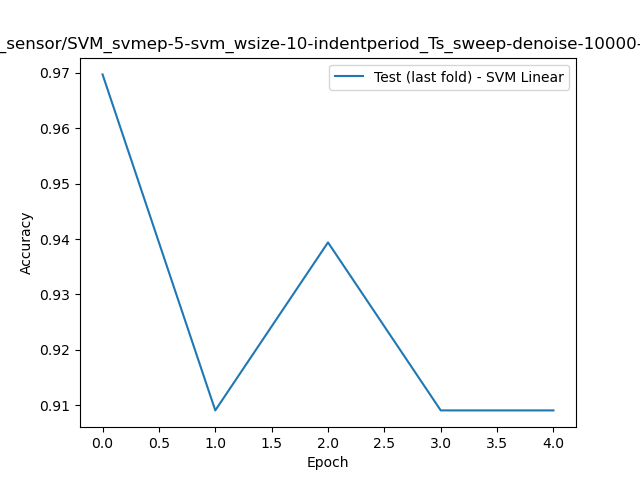 _sensor/SVM_svmep-5-svm_wsize-10-indentperiod_Ts_sweep-denoise-10000-
Test (last fold) - SVM Linear
0.97
0.96
0.95
0.94
0.93
0.92
0.91
Accuracy
0.0 0.5 1.0 1.5 2.0 2.5 3.0 3.5 4.0
Epoch